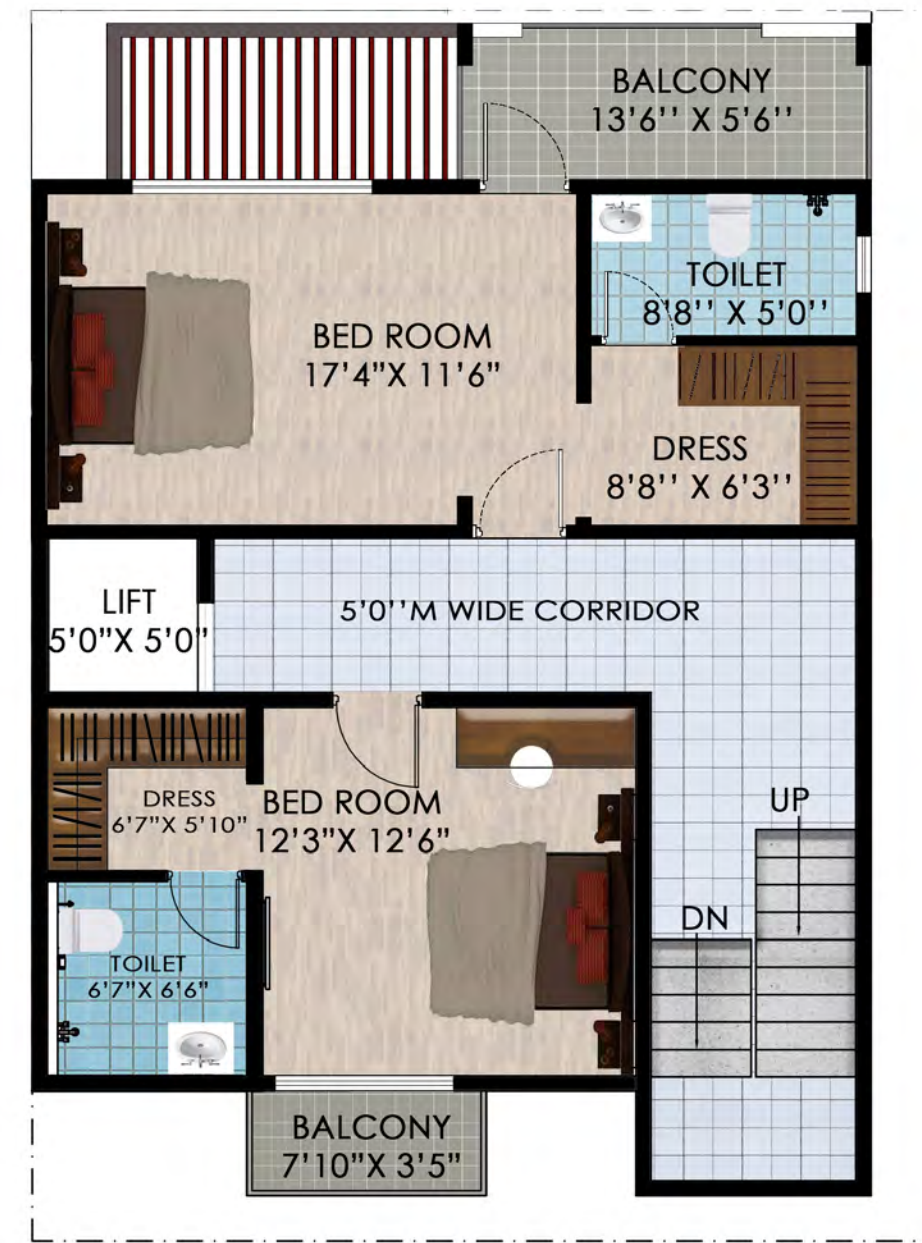 BALCONY
13'6'' X 5'6''
TOILET
8'8'' X 5'0''
BED ROOM
17'4"X 11'6"
DRESS
8'8'' X 6'3''
LIFT
5'0"X 5'0"
5'0''M WIDE CORRIDOR
DRESS
6'7"X 5'10"
BED ROOM
12'3"X 12'6"
UP
DN
TOILET
6'7"X 6'6"
BALCONY
7'10"X 3'5"